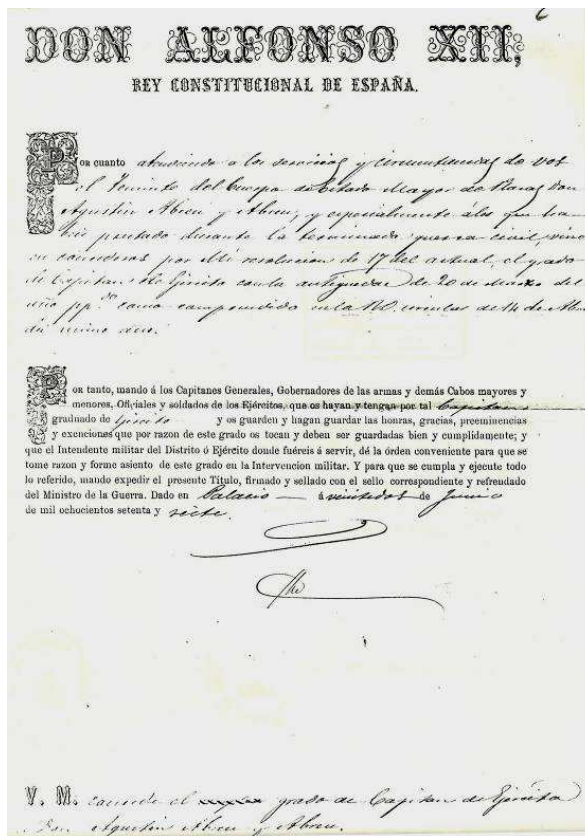 DON ALFONSO XII,
REY CONSTITUCIONAL DE ESPAÑA.
Por cuanto atendiendo a los servicios y circunstancias de vos
el Teniente del Cuerpo de Estado Mayor de Plazas Don
Agustin Abreu y Abreu, y especialmente á los que ha
beis prestado durante la terminada guerra civil, vine
en concederos por Mi resolucion de 17 del actual, el grado
de Capitan de Ejército con la antigüedad de 20 de Marzo del
año pp.do como comprendido en la circular de 14 de
Por tanto, mando á los Capitanes Generales, Gobernadores de las armas y demás Cabos mayores y
menores, Oficiales y soldados de los Ejércitos, que os hayan y tengan por tal Capitan
graduado de Ejército y os guarden y hagan guardar las honras, gracias, preeminencias
y exenciones que por razon de este grado os tocan y deben ser guardadas bien y cumplidamente; y
que el Intendente militar del Distrito ó Ejército donde fuéreis á servir, dé la órden conveniente para que se
tome razon y forme asiento de este grado en la Intervencion militar. Y para que se cumpla y ejecute todo
lo referido, mando expedir el presente Título, firmado y sellado con el sello correspondiente y refrendado
del Ministro de la Guerra. Dado en Palacio á veintidos de Junio
de mil ochocientos setenta y siete.
V. M. concede el grado de Capitan de Ejército
Don Agustin Abreu y Abreu.